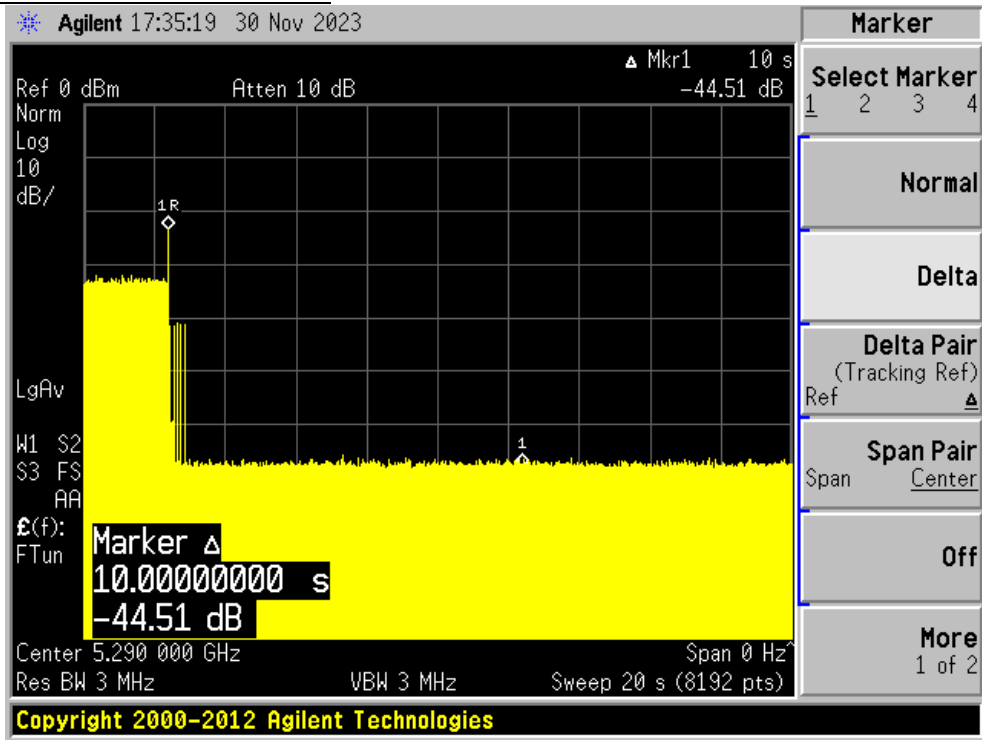 Agilent 17:35:19 30 Nov 2023
Marker
Δ Mkr1 10 s
Ref 0 dBm Atten 10 dB -44.51 dB
Norm
Log
10
dB/
1R
1
LgAv
W1 S2
S3 FS
AA
£(f):
FTun
Marker Δ
10.00000000 s
-44.51 dB
Center 5.290 000 GHz Span 0 Hz^
Res BW 3 MHz VBW 3 MHz Sweep 20 s (8192 pts)
Copyright 2000-2012 Agilent Technologies
Select Marker
1 2 3 4
Normal
Delta
Delta Pair
(Tracking Ref)
Ref Δ
Span Pair
Span Center
Off
More
1 of 2